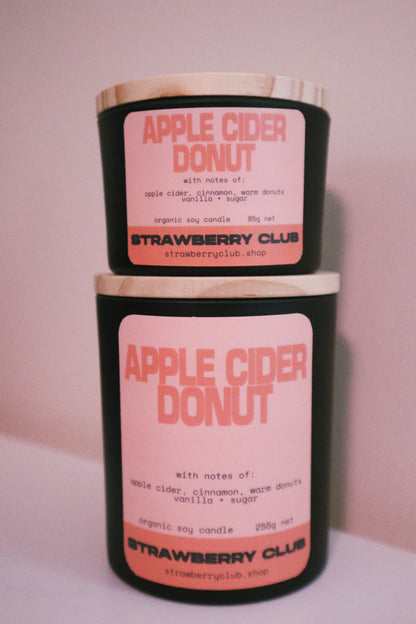 APPLE CIDER
DONUT
with notes of:
apple cider, cinnamon, warm donuts
vanilla + sugar
organic soy candle 85g net
STRAWBERRY CLUB
strawberryclub.shop
APPLE CIDER
DONUT
with notes of:
apple cider, cinnamon, warm donuts
vanilla + sugar
organic soy candle 255g net
STRAWBERRY CLUB
strawberryclub.shop